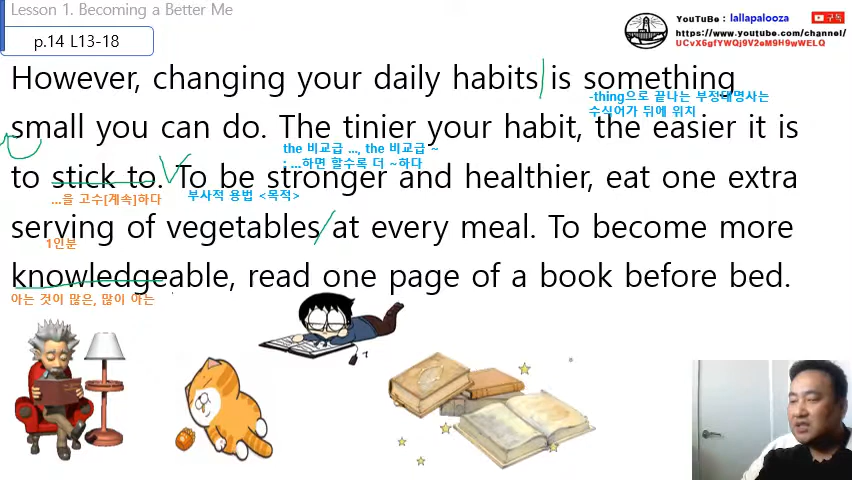 Lesson 1. Becoming a Better Me
p.14 L13-18
YouTuBe : lallapalooza
구독
https://www.youtube.com/channel/
UCvX6gfYWQj9V2eM9H9wWELQ
However, changing your daily habits is something
-thing으로 끝나는 부정대명사는
수식어가 뒤에 위치
small you can do. The tinier your habit, the easier it is
the 비교급 ..., the 비교급 ~
: ...하면 할수록 더 ~하다
to stick to. To be stronger and healthier, eat one extra
...을 고수[계속]하다
부사적 용법 <목적>
serving of vegetables at every meal. To become more
1인분
knowledgeable, read one page of a book before bed.
아는 것이 많은, 많이 아는